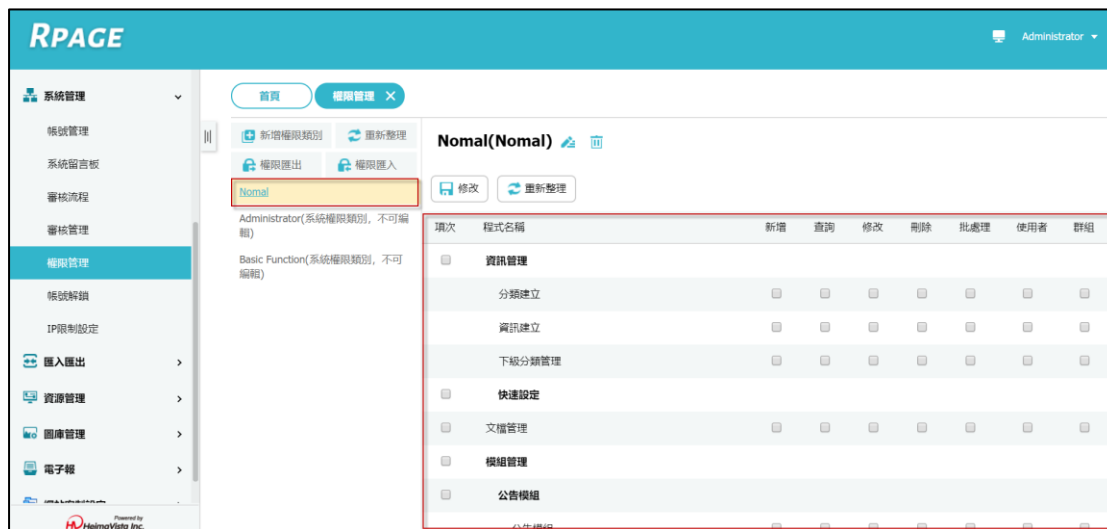 RPAGE
Administrator
系統管理
帳號管理
系統留言板
審核流程
審核管理
權限管理
帳號解鎖
IP限制設定
匯入匯出
資源管理
圖庫管理
電子報
Powered by
HeimaVista Inc.
首頁 權限管理
新增權限類別 重新整理
權限匯出 權限匯入
Nomal
Administrator(系統權限類別, 不可編
輯)
Basic Function(系統權限類別, 不可
編輯)
Nomal(Nomal)
修改 重新整理
項次 程式名稱 新增 查詢 修改 刪除 批處理 使用者 群組
資訊管理
分類建立
資訊建立
下級分類管理
快速設定
文檔管理
模組管理
公告模組
公告模組